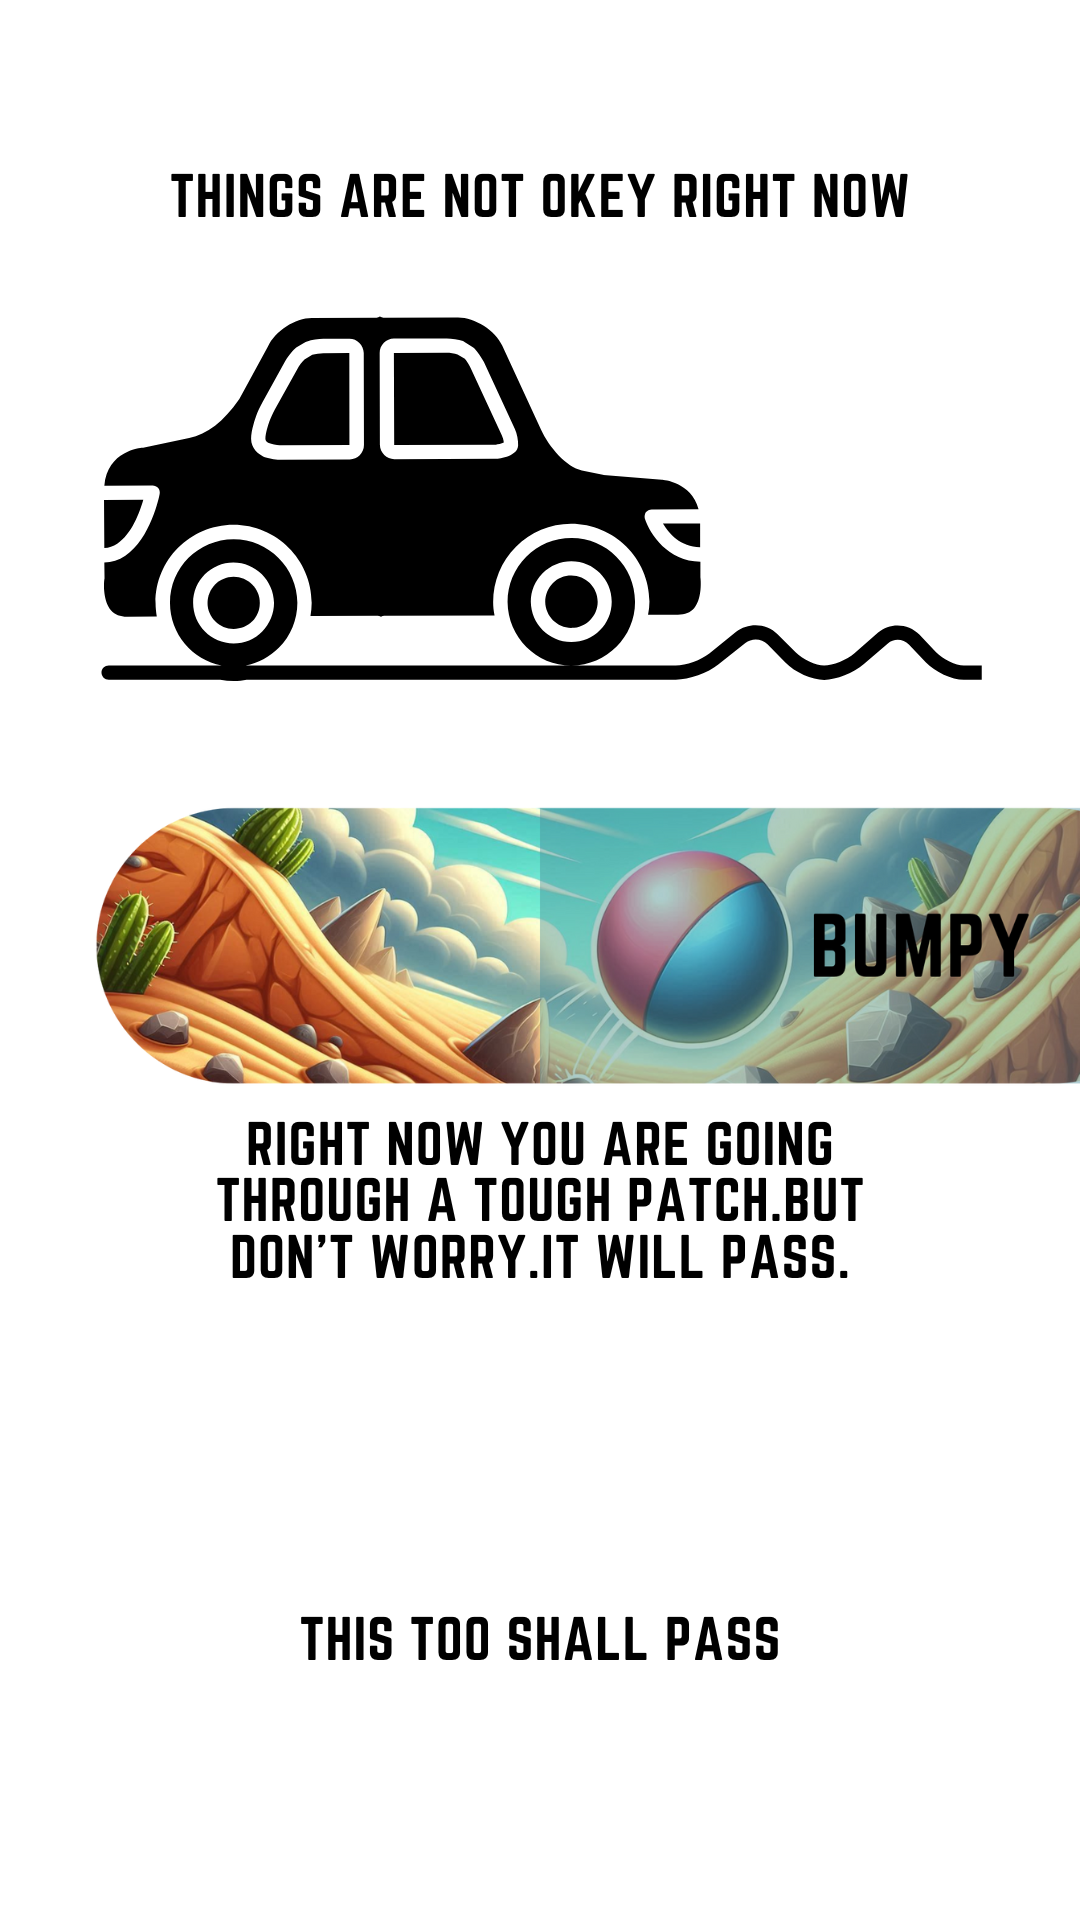 THINGS ARE NOT OKEY RIGHT NOW
BUMPY
RIGHT NOW YOU ARE GOING
THROUGH A TOUGH PATCH.BUT
DON'T WORRY.IT WILL PASS.
THIS TOO SHALL PASS